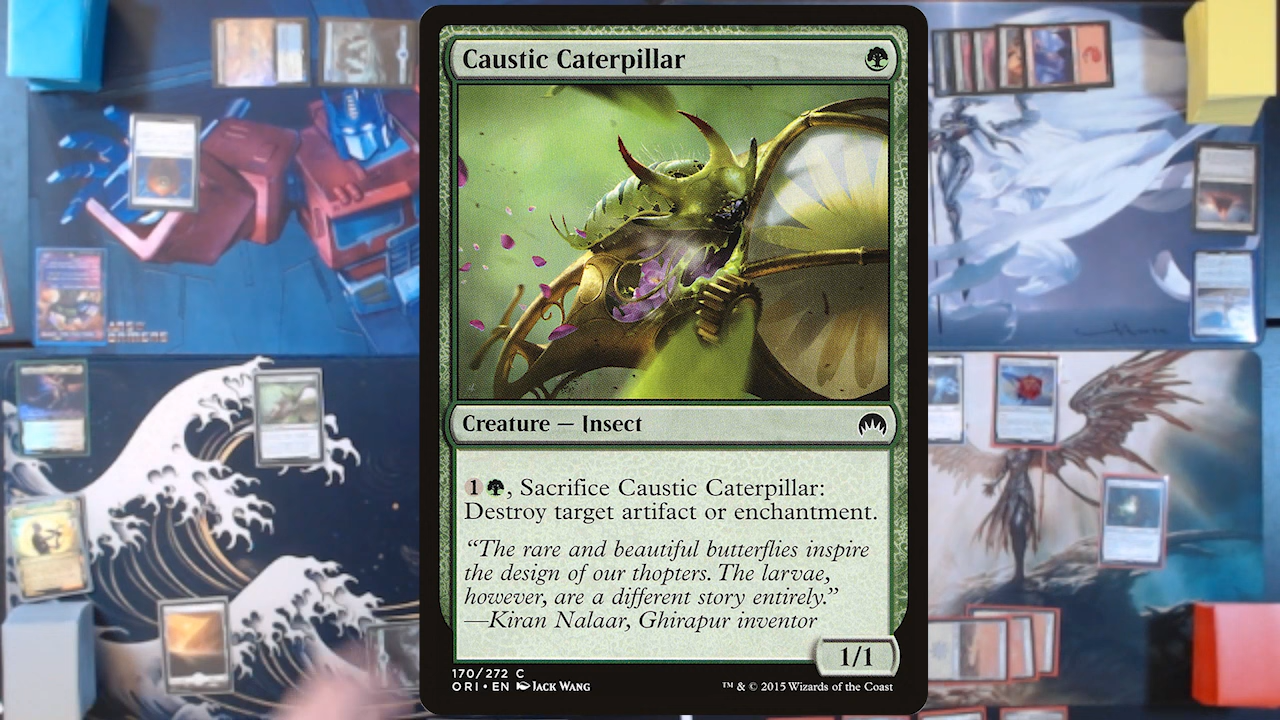 Caustic Caterpillar
Creature — Insect
1, Sacrifice Caustic Caterpillar:
Destroy target artifact or enchantment.
“The rare and beautiful butterflies inspire
the design of our thopters. The larvae,
however, are a different story entirely.”
—Kiran Nalaar, Ghirapur inventor
1/1
170/272 C
ORI • EN Jack Wang
™ & © 2015 Wizards of the Coast